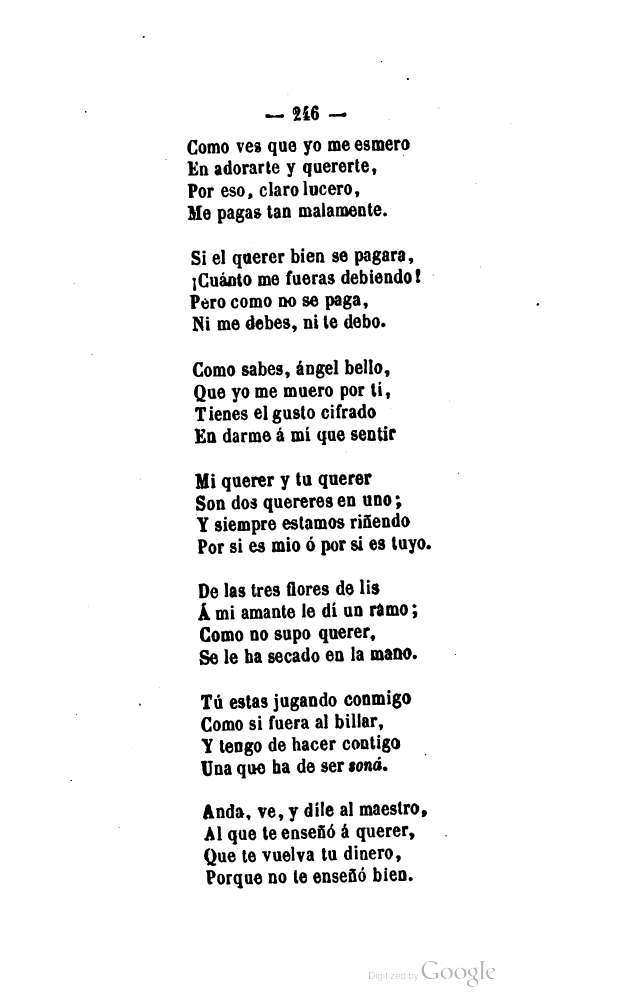 — 246 —
Como ves que yo me esmero
En adorarte y quererte,
Por eso, claro lucero,
Me pagas tan malamente.
Si el querer bien se pagara,
¡Cuánto me fueras debiendo!
Pero como no se paga,
Ni me debes, ni te debo.
Como sabes, ángel bello,
Que yo me muero por ti,
Tienes el gusto cifrado
En darme á mi que sentir
Mi querer y tu querer
Son dos quereres en uno;
Y siempre estamos riñendo
Por si es mio ó por si es tuyo.
De las tres flores de lis
Á mi amante le dí un ramo;
Como no supo querer,
Se le ha secado en la mano.
Tú estas jugando conmigo
Como si fuera al billar,
Y tengo de hacer contigo
Una que ha de ser soná.
Anda, ve, y dile al maestro,
Al que te enseñó á querer,
Que te vuelva tu dinero,
Porque no te enseñó bien.
Digitized by Google